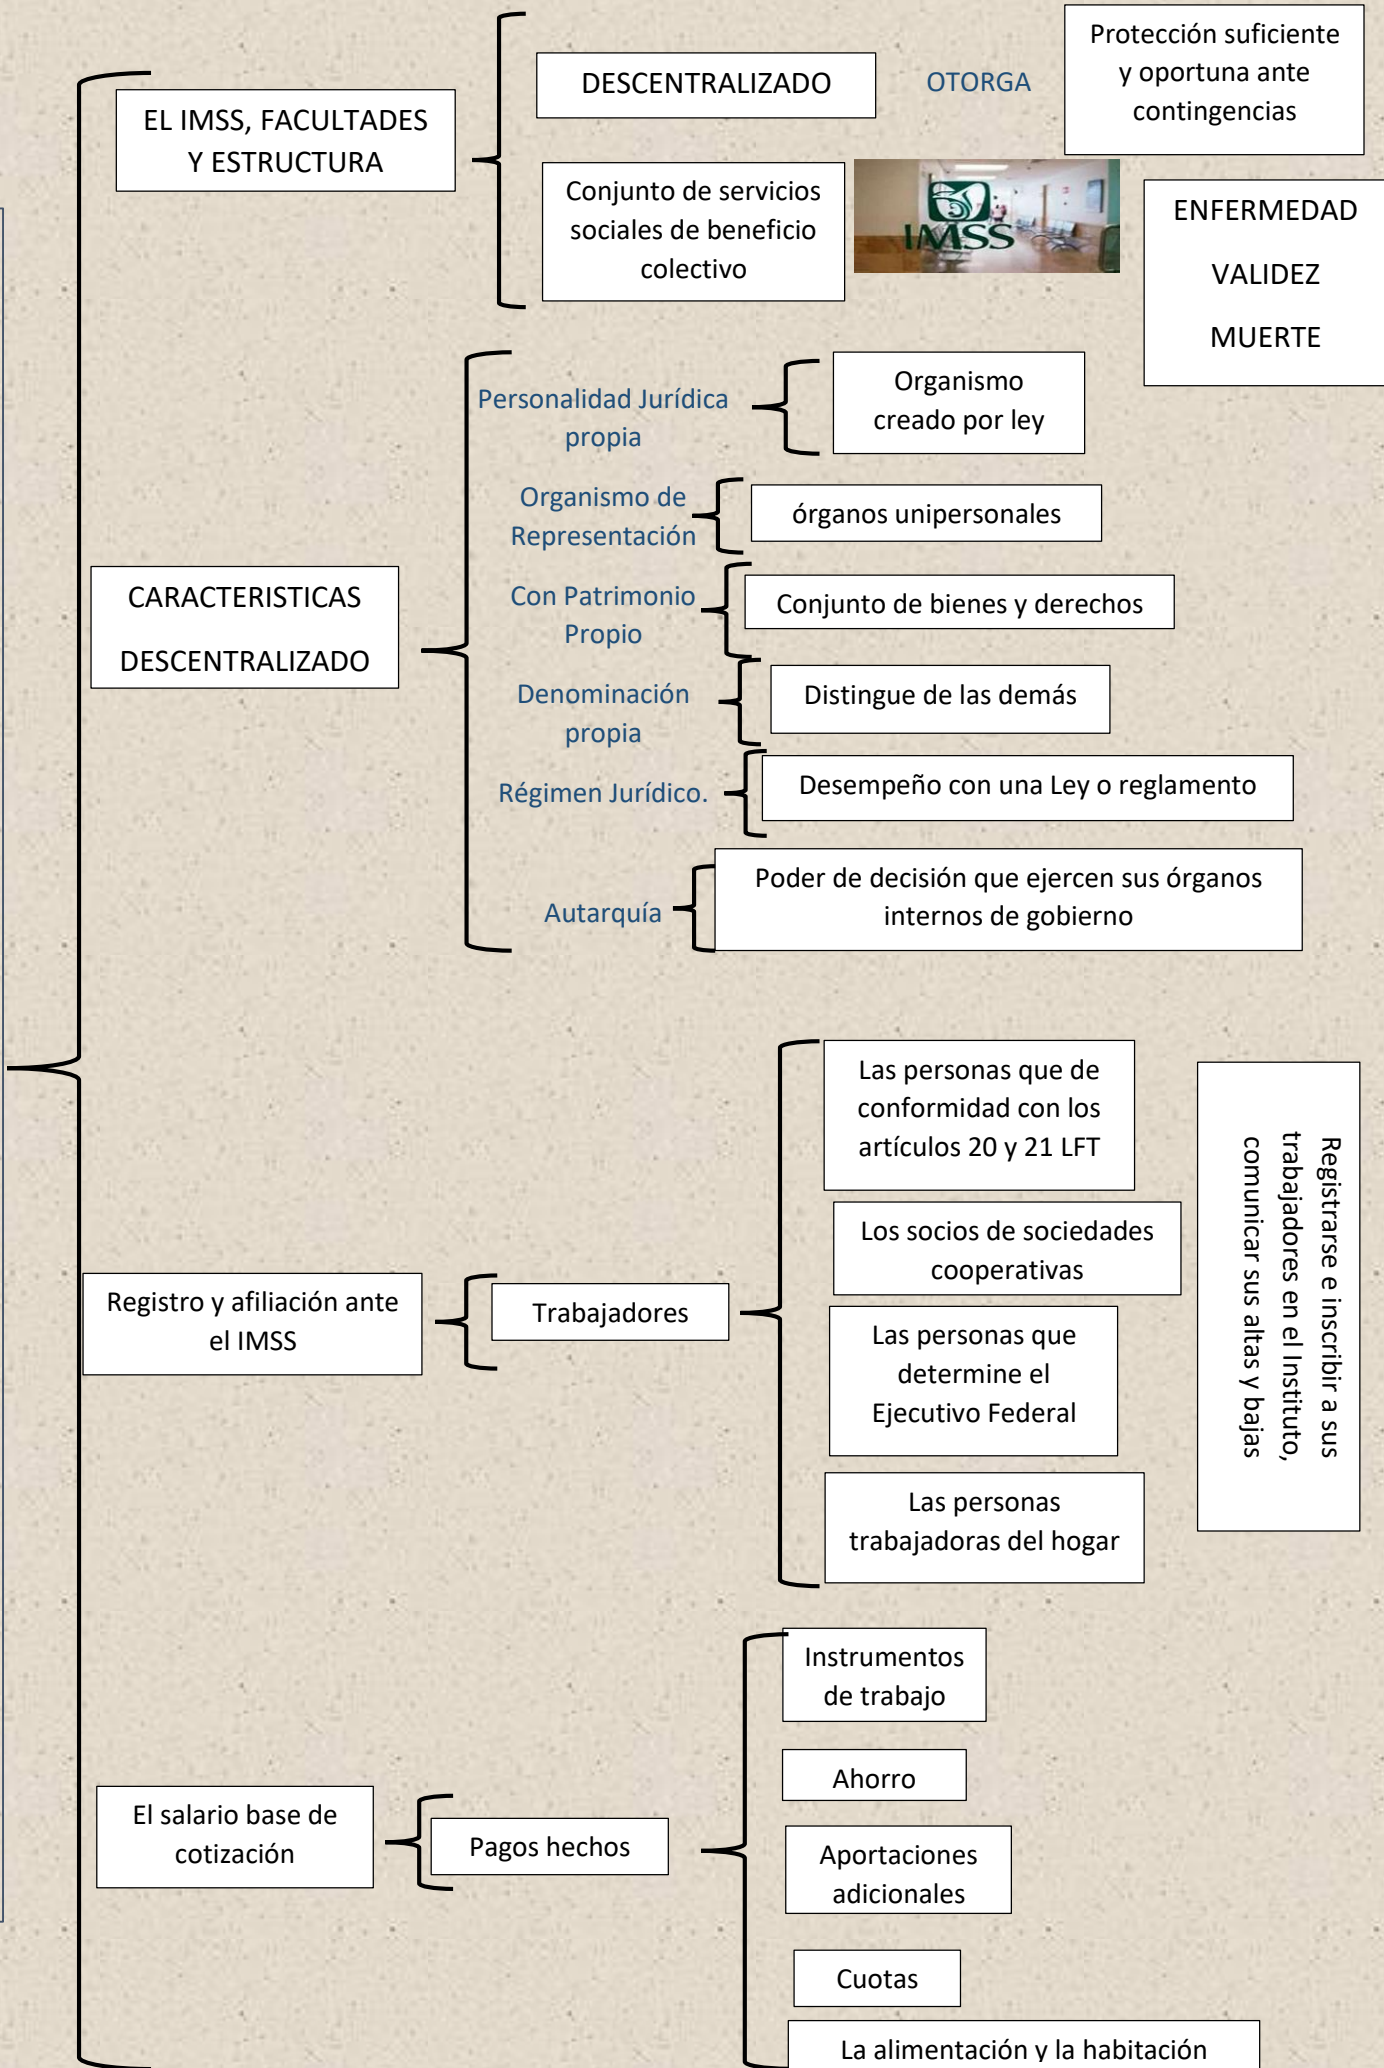 EL IMSS, FACULTADES
Y ESTRUCTURA
DESCENTRALIZADO
OTORGA
Protección suficiente
y oportuna ante
contingencias
Conjunto de servicios
sociales de beneficio
colectivo
IMSS
ENFERMEDAD
VALIDEZ
MUERTE
CARACTERISTICAS
DESCENTRALIZADO
Personalidad Jurídica
propia
Organismo
creado por ley
Organismo de
Representación
órganos unipersonales
Con Patrimonio
Propio
Conjunto de bienes y derechos
Denominación
propia
Distingue de las demás
Régimen Jurídico.
Desempeño con una Ley o reglamento
Autarquía
Poder de decisión que ejercen sus órganos
internos de gobierno
Registro y afiliación ante
el IMSS
Trabajadores
Las personas que de
conformidad con los
artículos 20 y 21 LFT
Los socios de sociedades
cooperativas
Las personas que
determine el
Ejecutivo Federal
Las personas
trabajadoras del hogar
Registrarse e inscribir a sus
trabajadores en el Instituto,
comunicar sus altas y bajas
El salario base de
cotización
Pagos hechos
Instrumentos
de trabajo
Ahorro
Aportaciones
adicionales
Cuotas
La alimentación y la habitación